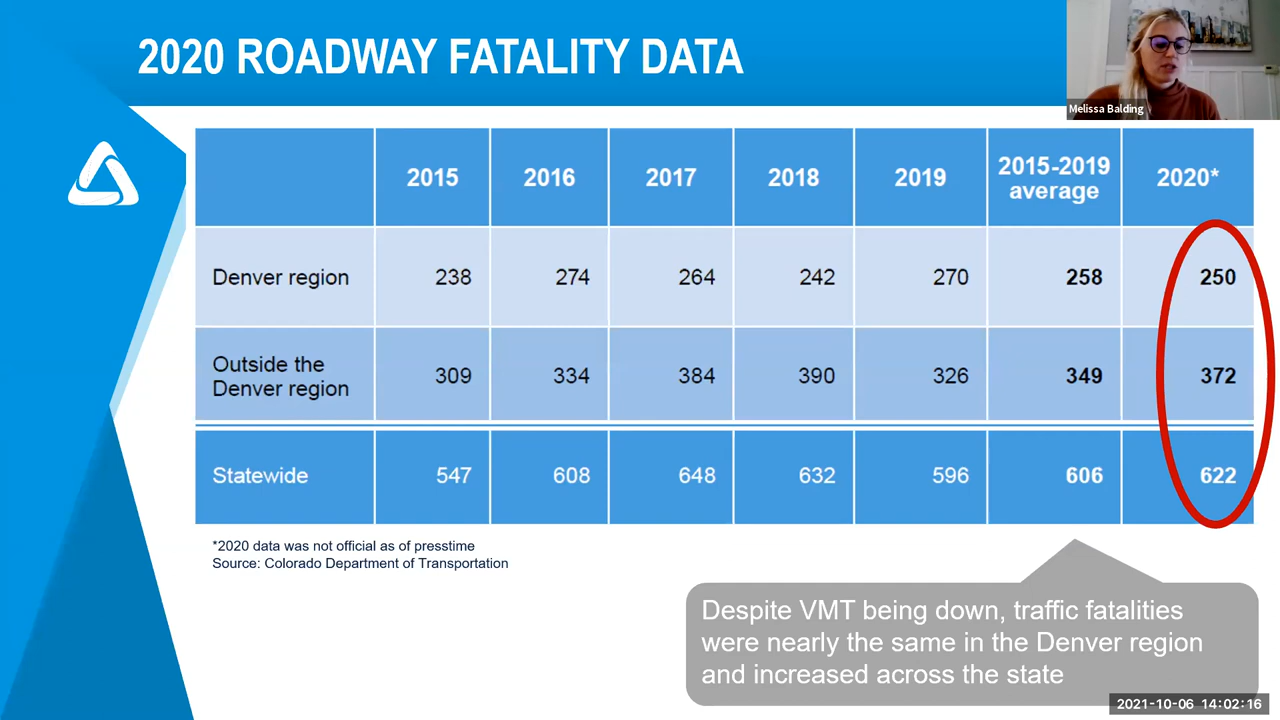 2020 ROADWAY FATALITY DATA
Melissa Balding
2015 2016 2017 2018 2019 2015-2019 average 2020*
Denver region 238 274 264 242 270 258 250
Outside the Denver region 309 334 384 390 326 349 372
Statewide 547 608 648 632 596 606 622
*2020 data was not official as of presstime
Source: Colorado Department of Transportation
Despite VMT being down, traffic fatalities
were nearly the same in the Denver region
and increased across the state
2021-10-06 14:02:16